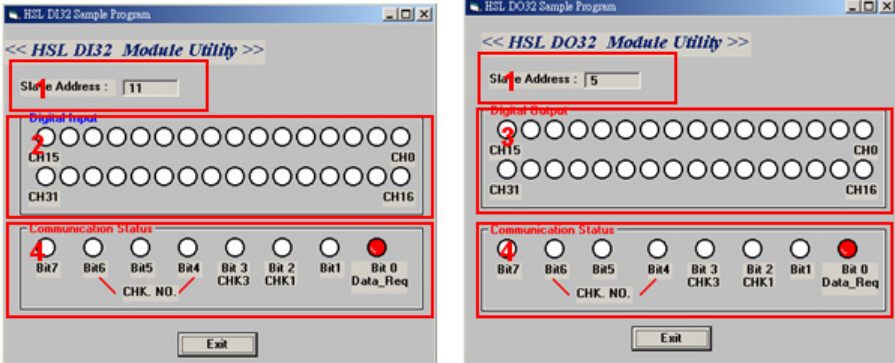 HSL DI32 Sample Program
<< HSL DI32 Module Utility >>
1
Slave Address : 11
Digital Input
2
CH15 CH0
CH31 CH16
Communication Status
4
Bit7 Bit6 Bit5 Bit4 Bit 3 Bit 2 Bit1 Bit 0
CHK3 CHK1 Data_Req
CHK. NO.
Exit
HSL DO32 Sample Program
<< HSL DO32 Module Utility >>
1
Slave Address : 5
Digital Output
3
CH15 CH0
CH31 CH16
Communication Status
4
Bit7 Bit6 Bit5 Bit4 Bit 3 Bit 2 Bit1 Bit 0
CHK3 CHK1 Data_Req
CHK. NO.
Exit